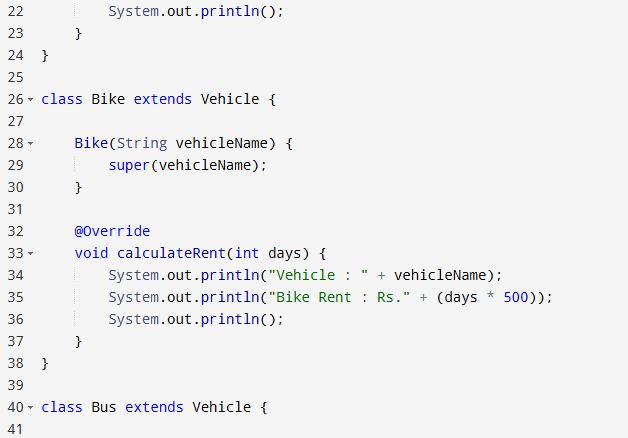 22 System.out.println();
23 }
24 }
25
26 class Bike extends Vehicle {
27
28 Bike(String vehicleName) {
29 super(vehicleName);
30 }
31
32 @Override
33 void calculateRent(int days) {
34 System.out.println("Vehicle : " + vehicleName);
35 System.out.println("Bike Rent : Rs." + (days * 500));
36 System.out.println();
37 }
38 }
39
40 class Bus extends Vehicle {
41